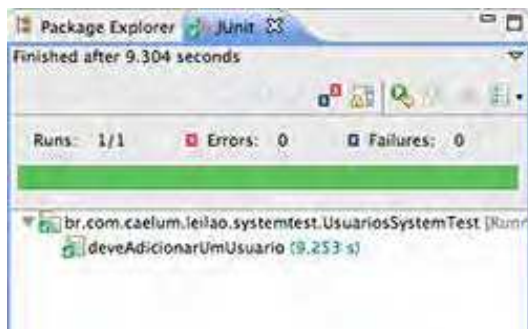 Package Explorer JUnit
Finished after 9.304 seconds
Runs: 1/1 Errors: 0 Failures: 0
br.com.caelum.leilao.systemtest.UsuariosSystemTest
deveAdicionarUmUsuario (9.253 s)